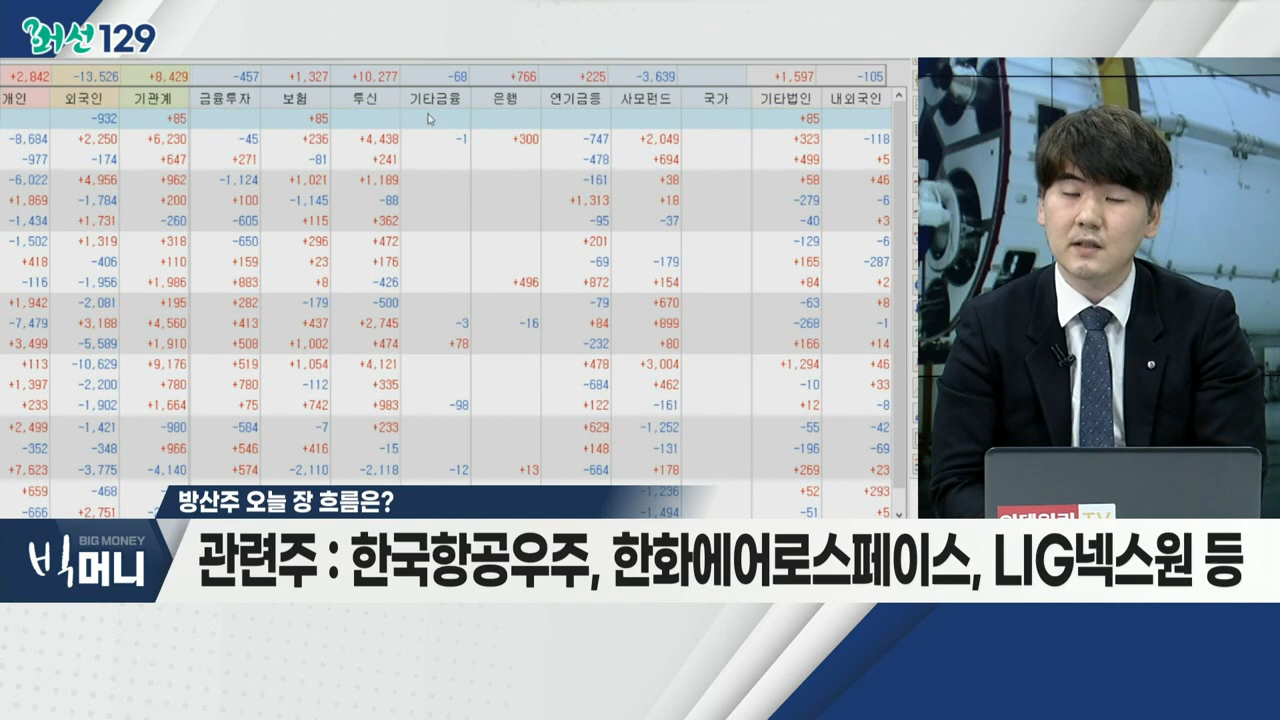 머선129
+2,842 -13,526 +8,429 -457 +1,327 +10,277 -68 +766 +225 -3,639 +1,597 -105
개인 외국인 기관계 금융투자 보험 투신 기타금융 은행 연기금등 사모펀드 국가 기타법인 내외국인
-932 +85 +85 +85
-8,684 +2,250 +6,230 -45 +236 +4,438 -1 +300 -747 +2,049 +323 -118
-977 -174 +647 +271 -81 +241 -478 +694 +499 +5
-6,022 +4,956 +962 -1,124 +1,021 +1,189 -161 +38 +58 +46
+1,869 -1,784 +200 +100 -1,145 -88 +1,313 +18 -279 -6
-1,434 +1,731 -260 -605 +115 +362 -95 -37 -40 +3
-1,502 +1,319 +318 -650 +296 +472 +201 -129 -6
+418 -406 +110 +159 +23 +176 -69 -179 +165 -287
-116 -1,956 +1,986 +883 +8 -426 +496 +872 +154 +84 +2
+1,942 -2,081 +195 +282 -179 -500 -79 +670 -63 +8
-7,479 +3,188 +4,560 +413 +437 +2,745 -3 -16 +84 +899 -268 -1
+3,499 -5,589 +1,910 +508 +1,002 +474 +78 -232 +80 +166 +14
+113 -10,629 +9,176 +519 +1,054 +4,121 +478 +3,004 +1,294 +46
+1,397 -2,200 +780 +780 -112 +335 -684 +462 -10 +33
+233 -1,902 +1,664 +75 +742 +983 -98 +122 -161 +12 -8
+2,499 -1,421 -980 -584 -7 +233 +629 -1,252 -55 -42
-352 -348 +966 +546 +416 -15 +148 -131 -196 -69
+7,623 -3,775 -4,140 +574 -2,110 -2,118 -12 +13 -664 +178 +269 +23
+659 -468 -1,236 +52 +293
-666 +2,751 -1,494 -51 +5
방산주 오늘 장 흐름은?
BIG MONEY
빅머니
관련주 : 한국항공우주, 한화에어로스페이스, LIG넥스원 등